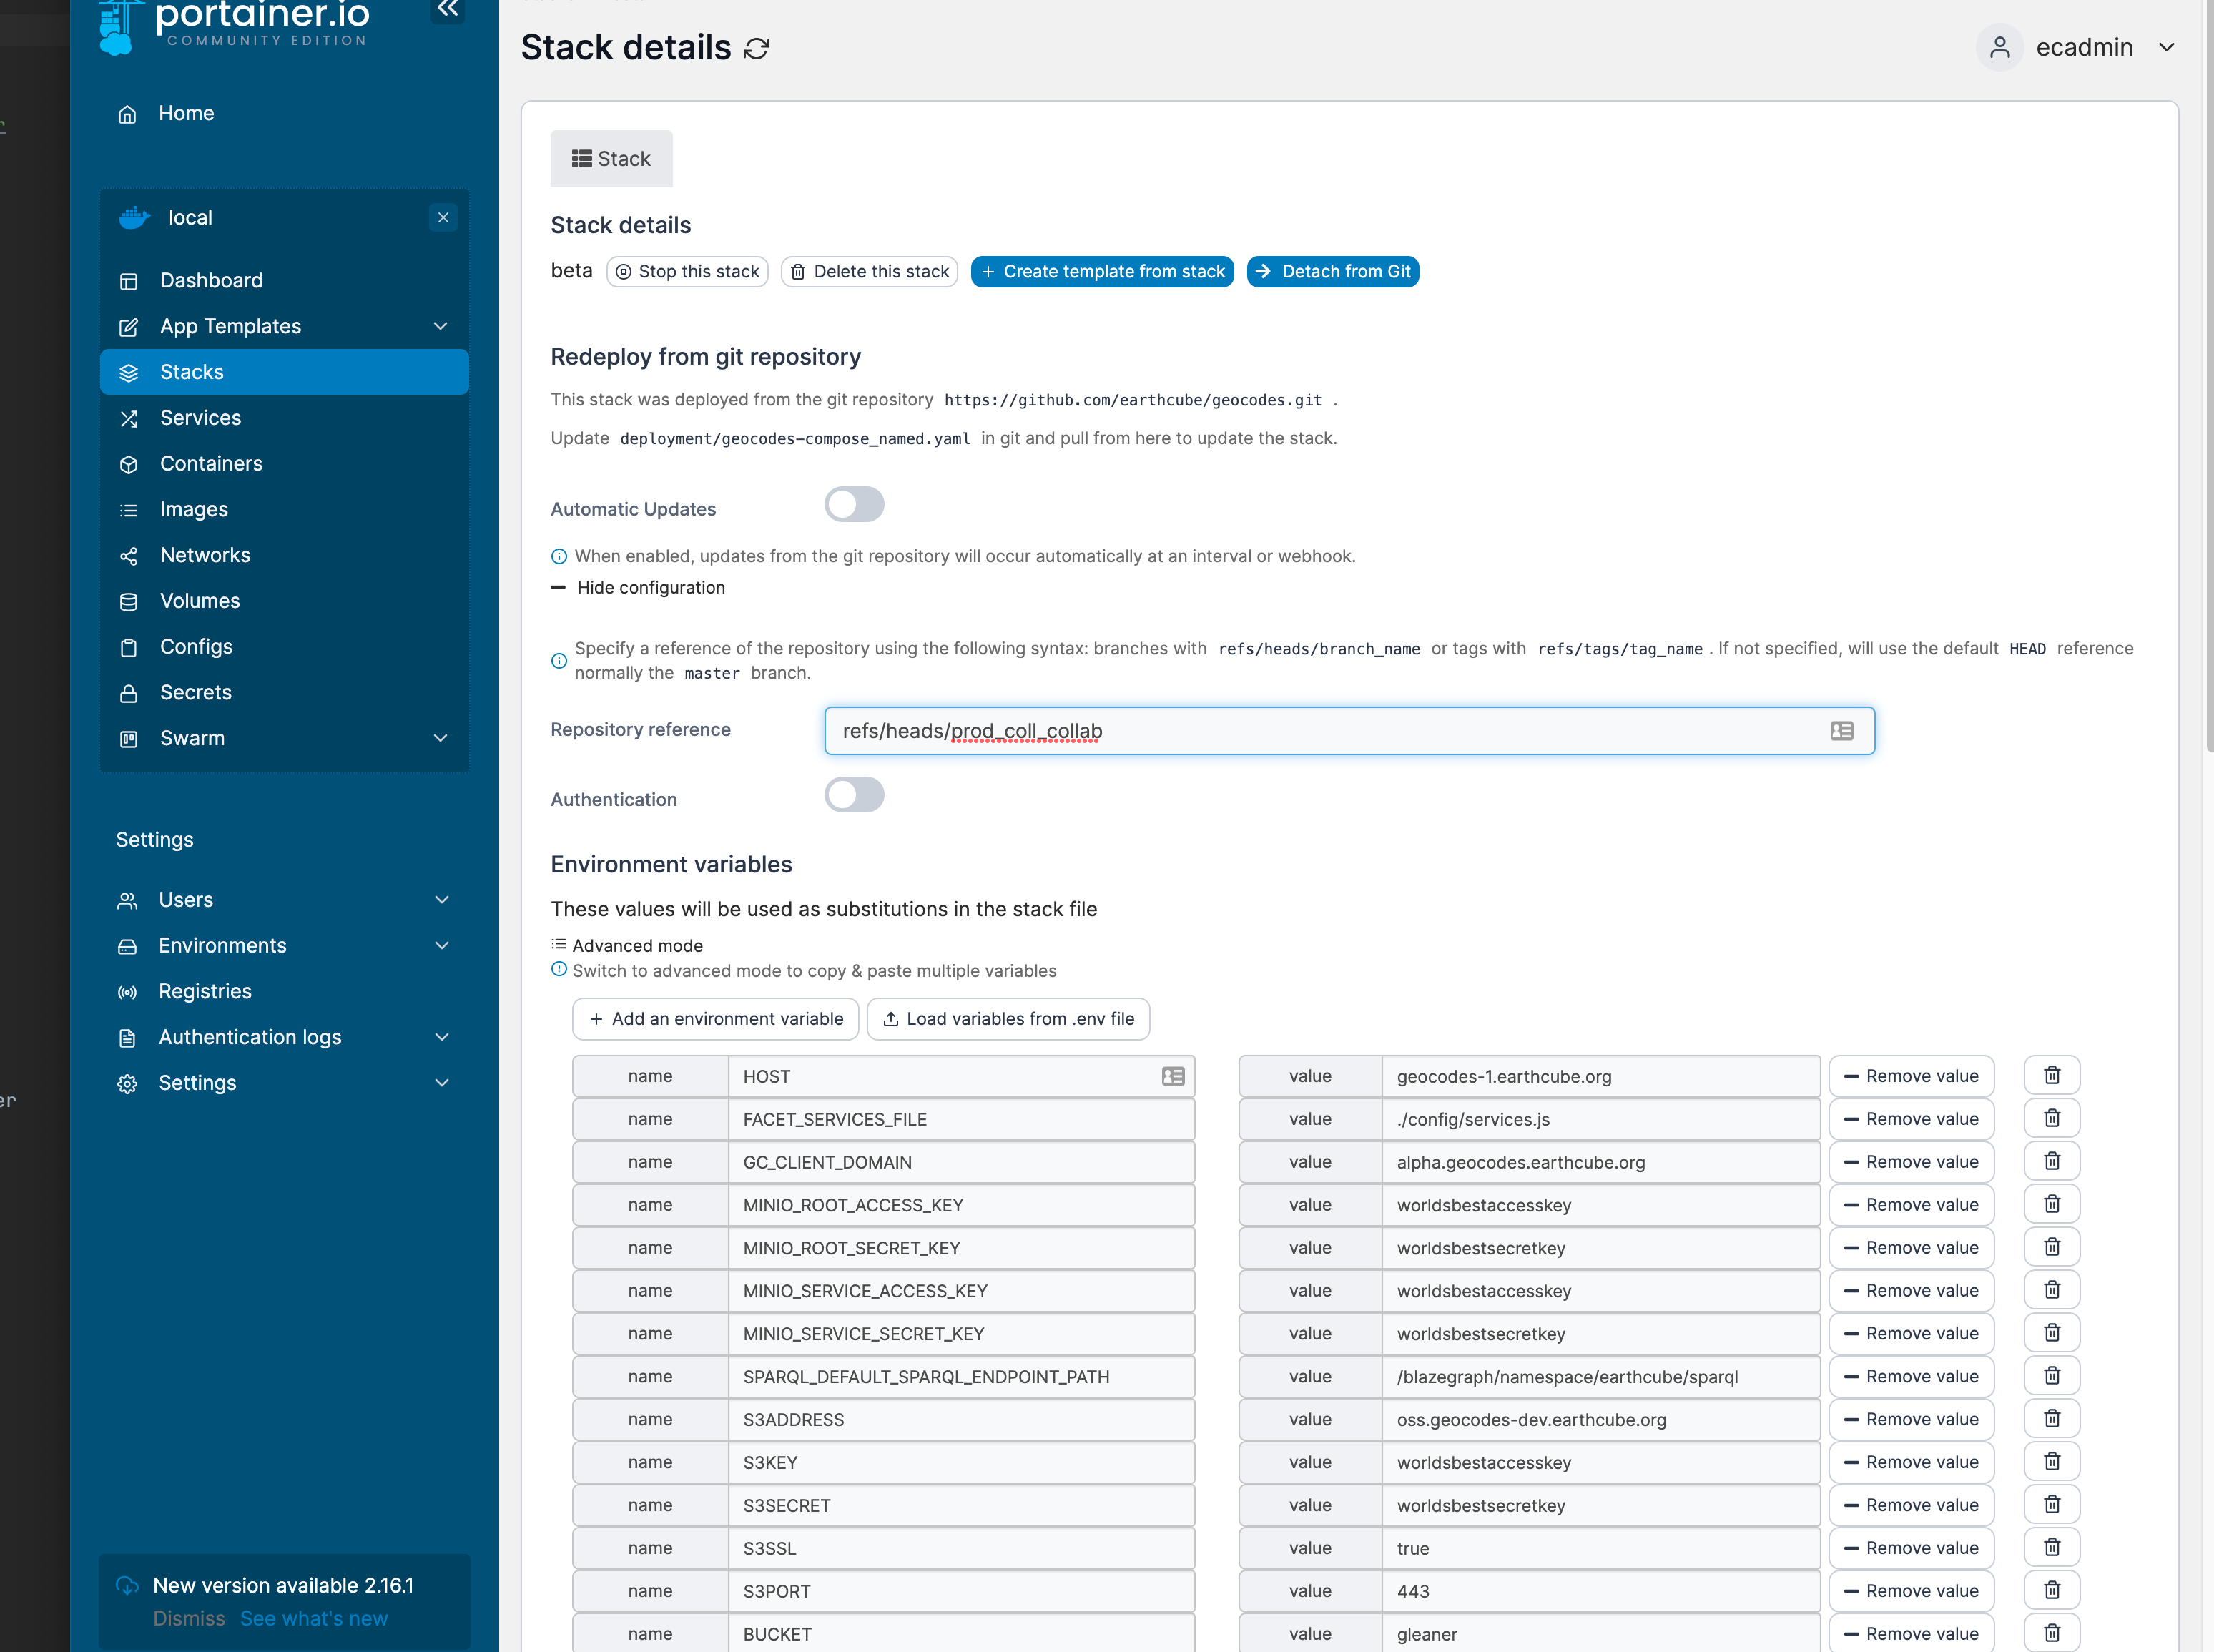 portainer.io
COMMUNITY EDITION
Home
local
Dashboard
App Templates
Stacks
Services
Containers
Images
Networks
Volumes
Configs
Secrets
Swarm
Settings
Users
Environments
Registries
Authentication logs
Settings
New version available 2.16.1
Dismiss See what's new
er
Stack details
ecadmin
Stack
Stack details
beta Stop this stack Delete this stack + Create template from stack Detach from Git
Redeploy from git repository
This stack was deployed from the git repository https://github.com/earthcube/geocodes.git .
Update deployment/geocodes-compose_named.yaml in git and pull from here to update the stack.
Automatic Updates
When enabled, updates from the git repository will occur automatically at an interval or webhook.
Hide configuration
Specify a reference of the repository using the following syntax: branches with refs/heads/branch_name or tags with refs/tags/tag_name . If not specified, will use the default HEAD reference
normally the master branch.
Repository reference refs/heads/prod_coll_collab
Authentication
Environment variables
These values will be used as substitutions in the stack file
Advanced mode
Switch to advanced mode to copy & paste multiple variables
+ Add an environment variable Load variables from .env file
name HOST value geocodes-1.earthcube.org Remove value
name FACET_SERVICES_FILE value ./config/services.js Remove value
name GC_CLIENT_DOMAIN value alpha.geocodes.earthcube.org Remove value
name MINIO_ROOT_ACCESS_KEY value worldsbestaccesskey Remove value
name MINIO_ROOT_SECRET_KEY value worldsbestsecretkey Remove value
name MINIO_SERVICE_ACCESS_KEY value worldsbestaccesskey Remove value
name MINIO_SERVICE_SECRET_KEY value worldsbestsecretkey Remove value
name SPARQL_DEFAULT_SPARQL_ENDPOINT_PATH value /blazegraph/namespace/earthcube/sparql Remove value
name S3ADDRESS value oss.geocodes-dev.earthcube.org Remove value
name S3KEY value worldsbestaccesskey Remove value
name S3SECRET value worldsbestsecretkey Remove value
name S3SSL value true Remove value
name S3PORT value 443 Remove value
name BUCKET value gleaner Remove value